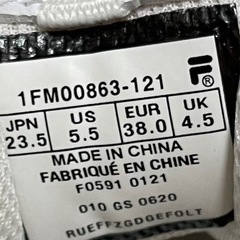 1FM00863-121
F®
JPN US EUR UK
23.5 5.5 38.0 4.5
MADE IN CHINA
FABRIQUÉ EN CHINE
F0591 0121
010 GS 0620
RUEFFZGDGEFOLT